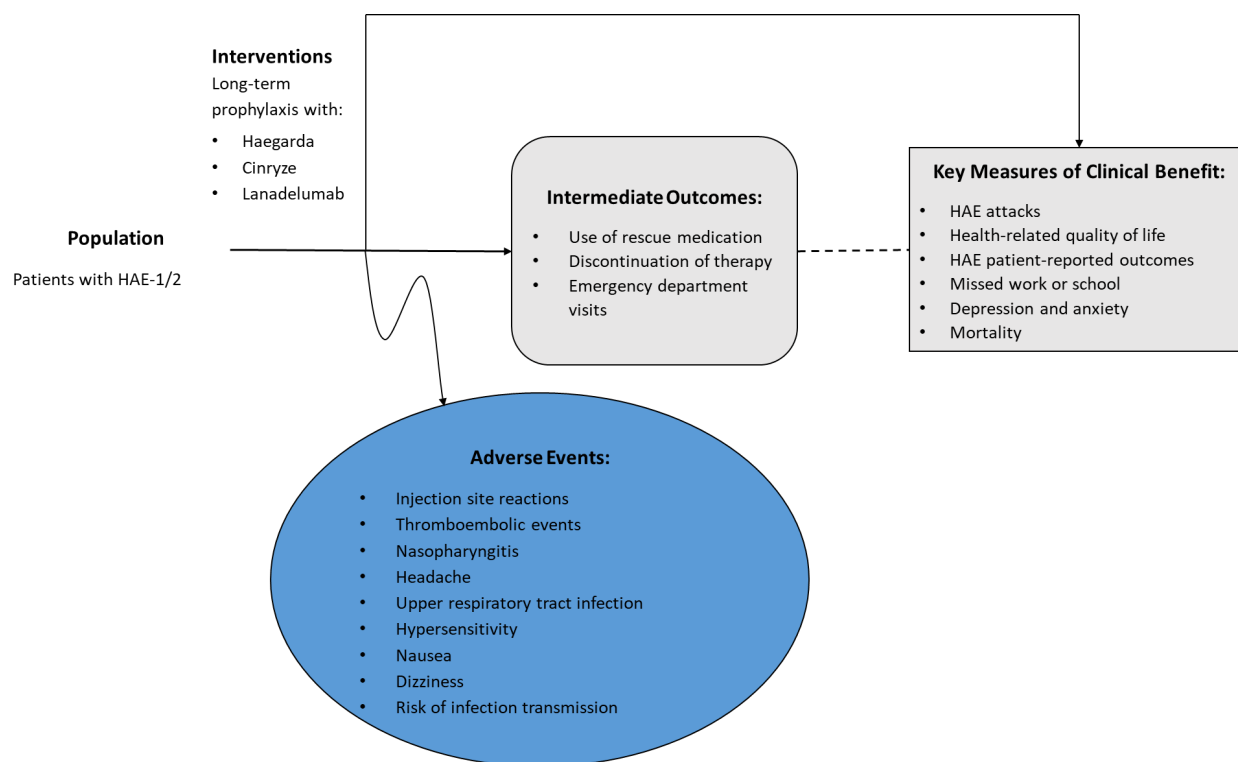 Interventions
Long-term
prophylaxis with:
• Haegarda
• Cinryze
• Lanadelumab
Population
Patients with HAE-1/2
Intermediate Outcomes:
• Use of rescue medication
• Discontinuation of therapy
• Emergency department
visits
Key Measures of Clinical Benefit:
• HAE attacks
• Health-related quality of life
• HAE patient-reported outcomes
• Missed work or school
• Depression and anxiety
• Mortality
Adverse Events:
• Injection site reactions
• Thromboembolic events
• Nasopharyngitis
• Headache
• Upper respiratory tract infection
• Hypersensitivity
• Nausea
• Dizziness
• Risk of infection transmission